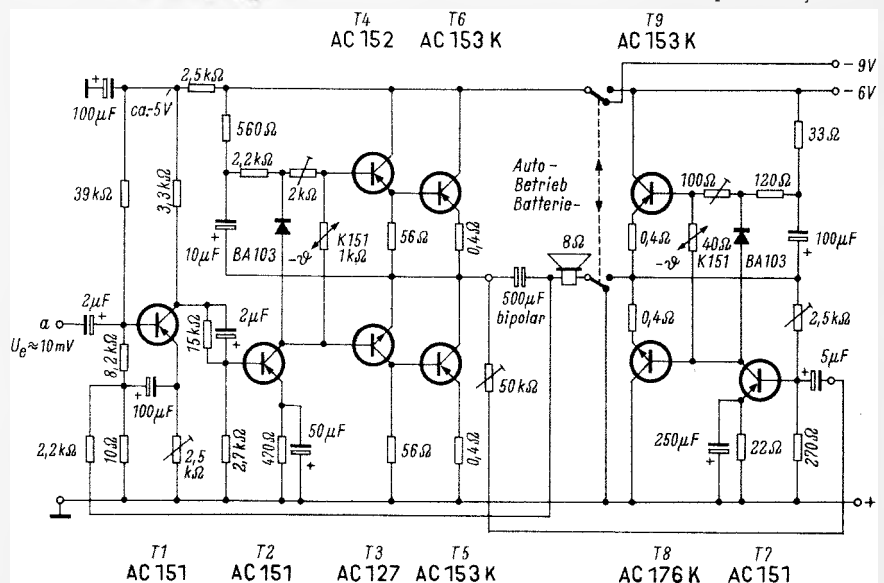 T4
AC 152
T6
AC 153 K
T9
AC 153 K
− 9V
− 6V
2,5 kΩ
ca.-5V
+
100µF
560Ω
33Ω
2,2kΩ
2kΩ
Auto-
Betrieb
Batterie-
100Ω
120Ω
39kΩ
3,3kΩ
10µF
+
BA103
-ϑ
K151
1kΩ
56Ω
0,4Ω
8Ω
0,4Ω
-ϑ
40Ω
K151
BA103
+
100µF
500µF
bipolar
2µF
+
a
Ue≈10mV
15kΩ
2µF
+
0,4Ω
2,5kΩ
8,2kΩ
+
100µF
50kΩ
5µF
+
2,2kΩ
10Ω
2,5
kΩ
2,7kΩ
470Ω
50µF
+
56Ω
0,4Ω
250µF
+
22Ω
270Ω
+
T1
AC 151
T2
AC 151
T3
AC 127
T5
AC 153 K
T8
AC 176 K
T7
AC 151